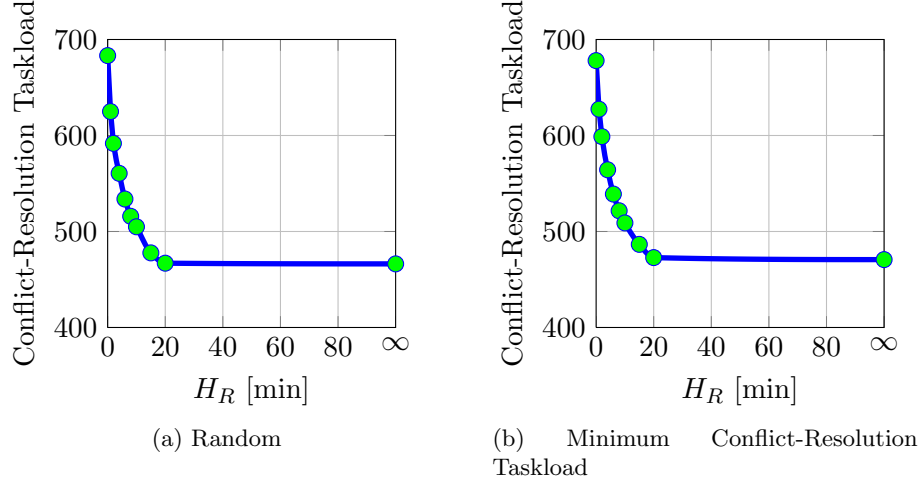 Conflict-Resolution Taskload
700
600
500
400
0 20 40 60 80 ∞
H_R [min]
(a) Random
Conflict-Resolution Taskload
700
600
500
400
0 20 40 60 80 ∞
H_R [min]
(b) Minimum Conflict-Resolution
Taskload